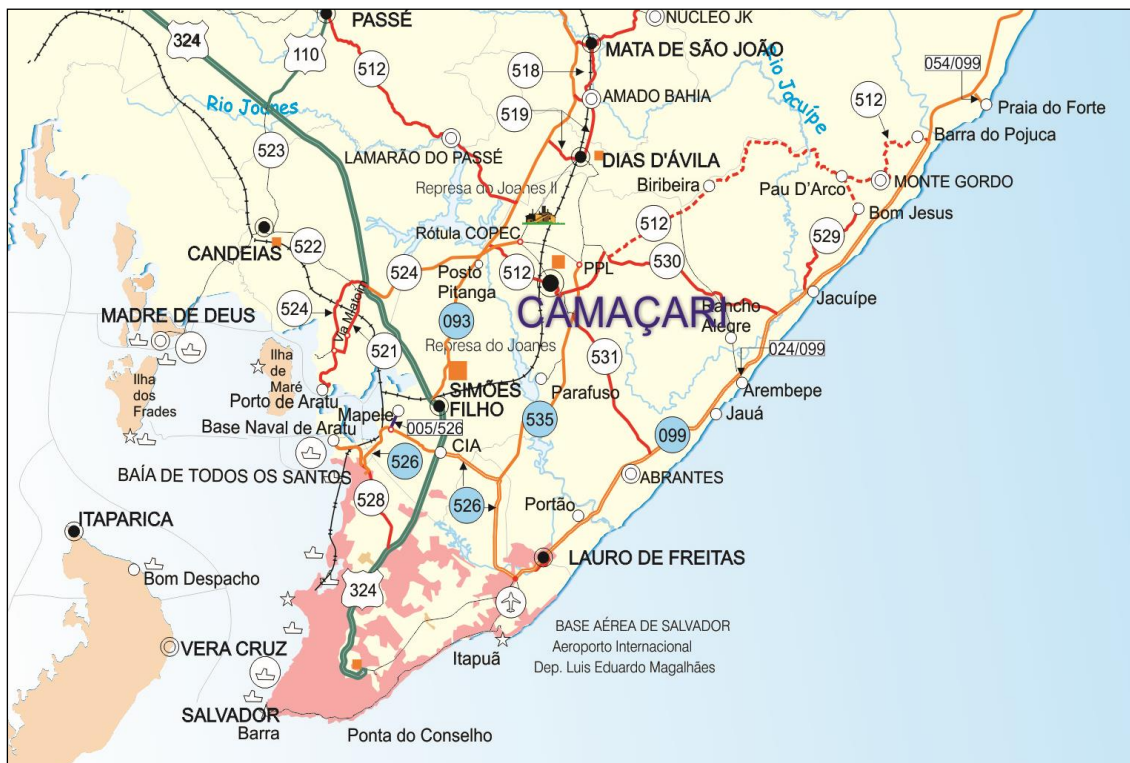 PASSÉ
NÚCLEO JK
324
110
MATA DE SÃO JOÃO
054/099
512
518
Rio Joanes
Rio Jacuípe
AMADO BAHIA
512
Praia do Forte
519
Barra do Pojuca
523
LAMARÃO DO PASSÉ
DIAS D'ÁVILA
Represa do Joanes II
Biribeira
Pau D'Arco
MONTE GORDO
Bom Jesus
512
CANDEIAS
522
Rótula COPEC
529
524
Posto
Pitanga
512
PPL
530
524
Via Matoim
Jacuípe
MADRE DE DEUS
CAMAÇARI
Rancho
Alegre
093
521
Represa do Joanes
531
024/099
Ilha
dos
Frades
Ilha
de
Maré
Porto de Aratu
SIMÕES
FILHO
Parafuso
Arembepe
Mapele
005/526
535
Jauá
Base Naval de Aratu
CIA
099
BAÍA DE TODOS OS SANTOS
526
ABRANTES
528
526
Portão
ITAPARICA
LAURO DE FREITAS
Bom Despacho
324
BASE AÉREA DE SALVADOR
Aeroporto Internacional
Dep. Luis Eduardo Magalhães
VERA CRUZ
Itapuã
SALVADOR
Barra
Ponta do Conselho